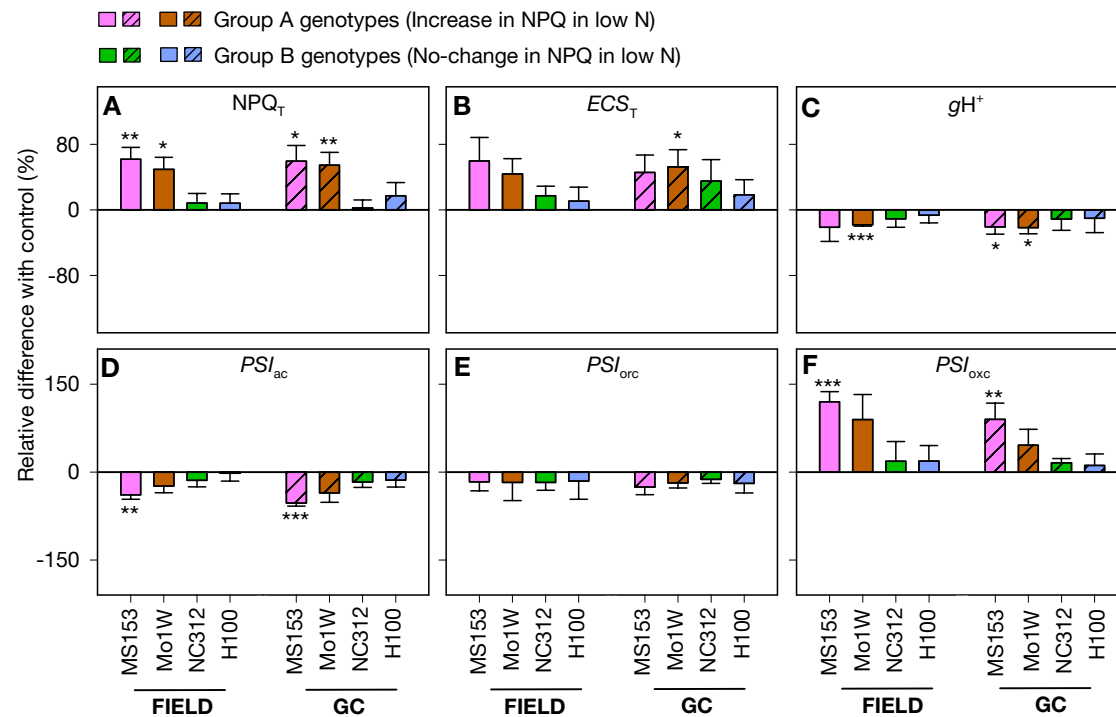 Group A genotypes (Increase in NPQ in low N)
Group B genotypes (No-change in NPQ in low N)
Relative difference with control (%)
A NPQT
** * * **
80
0
-80
B ECST
*
C gH+
*** * *
D PSIac
** ***
150
0
-150
E PSIorc
F PSIoxc
*** **
MS153 Mo1W NC312 H100 MS153 Mo1W NC312 H100
MS153 Mo1W NC312 H100 MS153 Mo1W NC312 H100
MS153 Mo1W NC312 H100 MS153 Mo1W NC312 H100
FIELD GC FIELD GC FIELD GC